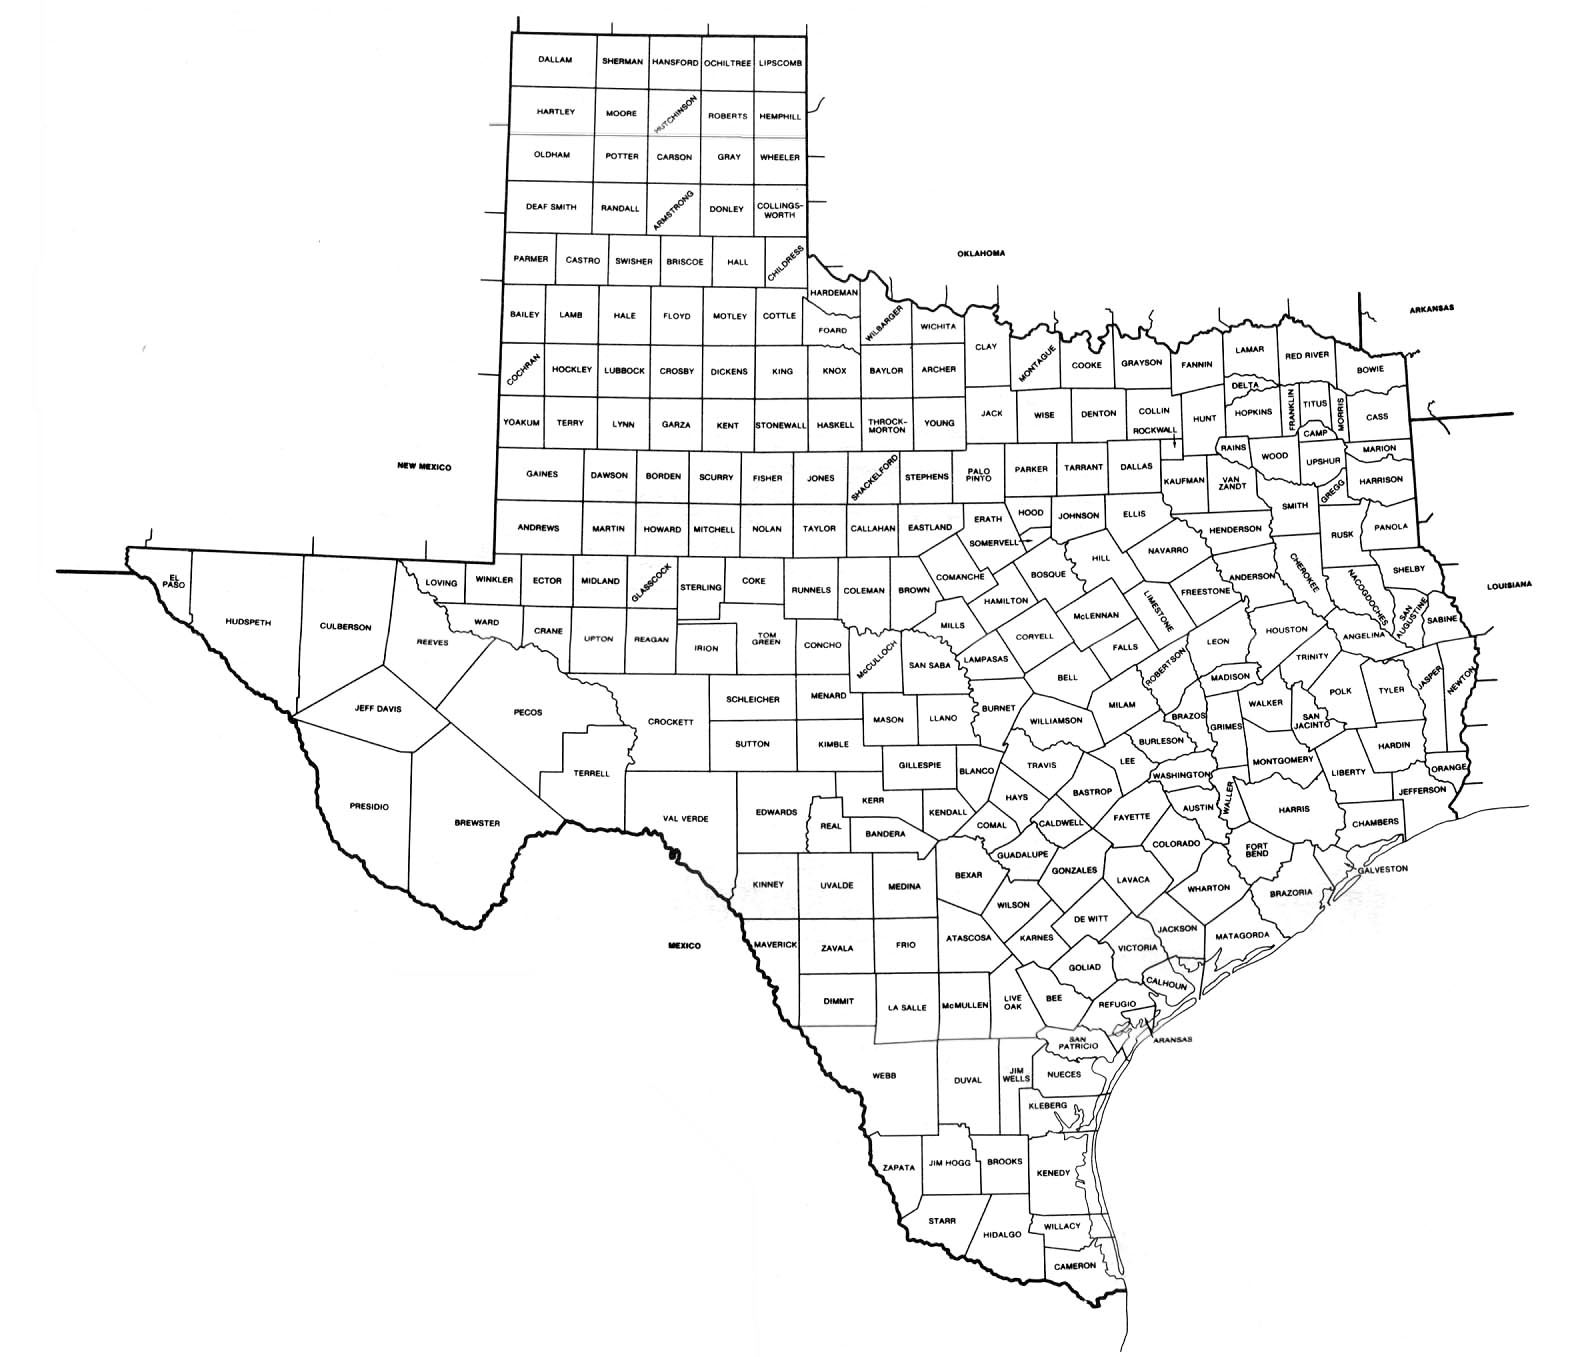 DALLAM SHERMAN HANSFORD OCHILTREE LIPSCOMB
HARTLEY MOORE HUTCHINSON ROBERTS HEMPHILL
OLDHAM POTTER CARSON GRAY WHEELER
DEAF SMITH RANDALL ARMSTRONG DONLEY COLLINGS-
WORTH
PARMER CASTRO SWISHER BRISCOE HALL CHILDRESS
OKLAHOMA
HARDEMAN
BAILEY LAMB HALE FLOYD MOTLEY COTTLE FOARD WILBARGER WICHITA
ARKANSAS
CLAY MONTAGUE COOKE GRAYSON FANNIN LAMAR RED RIVER BOWIE
COCHRAN HOCKLEY LUBBOCK CROSBY DICKENS KING KNOX BAYLOR ARCHER
DELTA
YOAKUM TERRY LYNN GARZA KENT STONEWALL HASKELL THROCK-
MORTON YOUNG JACK WISE DENTON COLLIN HUNT HOPKINS FRANKLIN TITUS MORRIS CASS
ROCKWALL CAMP
NEW MEXICO
RAINS WOOD UPSHUR MARION
GAINES DAWSON BORDEN SCURRY FISHER JONES SHACKELFORD STEPHENS PALO
PINTO PARKER TARRANT DALLAS KAUFMAN VAN
ZANDT GREGG HARRISON
SMITH
ANDREWS MARTIN HOWARD MITCHELL NOLAN TAYLOR CALLAHAN EASTLAND ERATH HOOD JOHNSON ELLIS HENDERSON RUSK PANOLA
SOMERVELL
HILL NAVARRO
EL
PASO
LOVING WINKLER ECTOR MIDLAND GLASSCOCK STERLING COKE RUNNELS COLEMAN BROWN COMANCHE BOSQUE ANDERSON CHEROKEE NACOGDOCHES SHELBY
LOUISIANA
HAMILTON McLENNAN LIMESTONE FREESTONE
HUDSPETH CULBERSON REEVES WARD CRANE UPTON REAGAN IRION TOM
GREEN CONCHO McCULLOCH MILLS CORYELL FALLS LEON HOUSTON ANGELINA SAN
AUGUSTINE SABINE
SAN SABA LAMPASAS BELL ROBERTSON MADISON TRINITY
JEFF DAVIS PECOS CROCKETT SCHLEICHER MENARD MASON LLANO BURNET WILLIAMSON MILAM BRAZOS GRIMES WALKER SAN
JACINTO POLK TYLER JASPER NEWTON
TERRELL SUTTON KIMBLE GILLESPIE BLANCO TRAVIS LEE BURLESON WASHINGTON MONTGOMERY LIBERTY HARDIN ORANGE
PRESIDIO BREWSTER VAL VERDE EDWARDS REAL KERR BANDERA KENDALL HAYS COMAL CALDWELL BASTROP FAYETTE AUSTIN WALLER HARRIS CHAMBERS JEFFERSON
GUADALUPE COLORADO FORT
BEND
GALVESTON
KINNEY UVALDE MEDINA BEXAR WILSON GONZALES LAVACA WHARTON BRAZORIA
MEXICO
MAVERICK ZAVALA FRIO ATASCOSA KARNES DE WITT VICTORIA JACKSON MATAGORDA
GOLIAD CALHOUN
DIMMIT LA SALLE McMULLEN LIVE
OAK BEE REFUGIO
SAN
PATRICIO ARANSAS
WEBB DUVAL JIM
WELLS NUECES
KLEBERG
ZAPATA JIM HOGG BROOKS KENEDY
STARR HIDALGO WILLACY
CAMERON